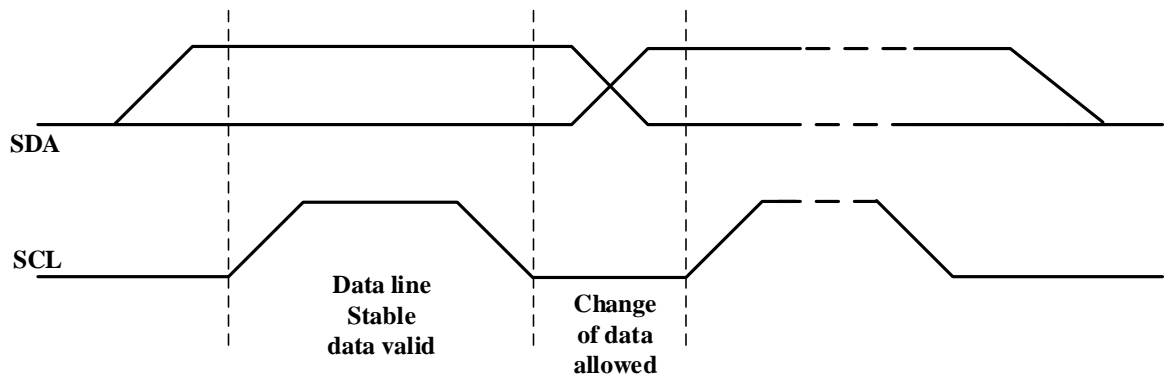 SDA
SCL
Data line
Stable
data valid
Change
of data
allowed